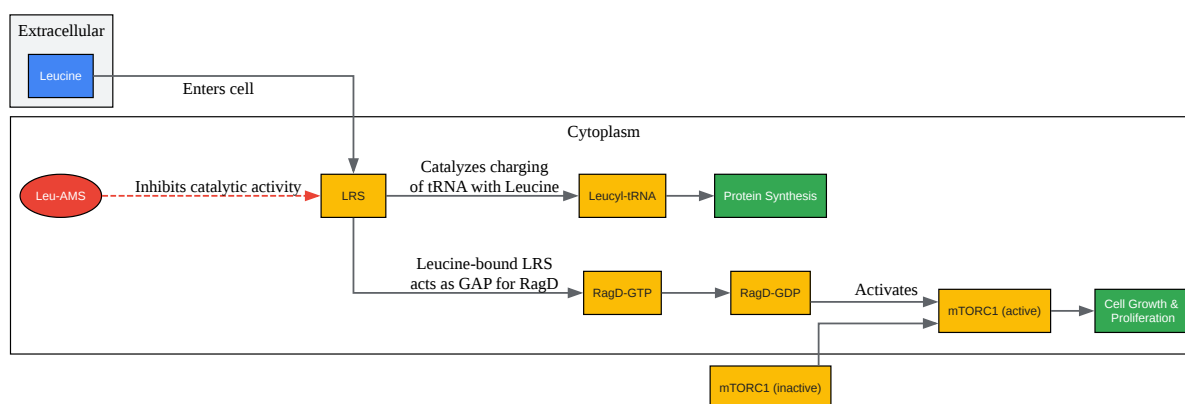 Extracellular
Leucine
Enters cell
Cytoplasm
Leu-AMS
Inhibits catalytic activity
LRS
Catalyzes charging
of tRNA with Leucine
Leucyl-tRNA
Protein Synthesis
Leucine-bound LRS
acts as GAP for RagD
RagD-GTP
RagD-GDP
Activates
mTORC1 (active)
Cell Growth &
Proliferation
mTORC1 (inactive)